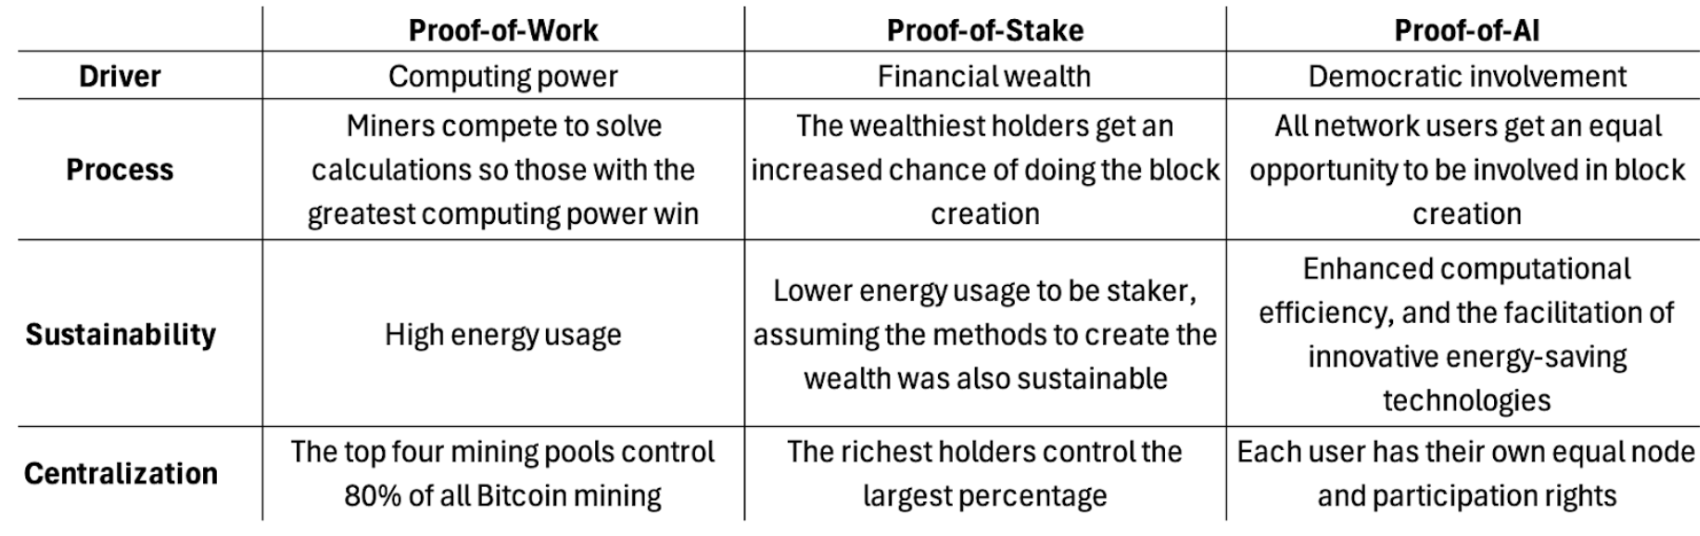 Proof-of-Work Proof-of-Stake Proof-of-AI
Driver Computing power Financial wealth Democratic involvement
Process
Miners compete to solve
calculations so those with the
greatest computing power win
The wealthiest holders get an
increased chance of doing the block
creation
All network users get an equal
opportunity to be involved in block
creation
Sustainability
High energy usage
Lower energy usage to be staker,
assuming the methods to create the
wealth was also sustainable
Enhanced computational
efficiency, and the facilitation of
innovative energy-saving
technologies
Centralization
The top four mining pools control
80% of all Bitcoin mining
The richest holders control the
largest percentage
Each user has their own equal node
and participation rights